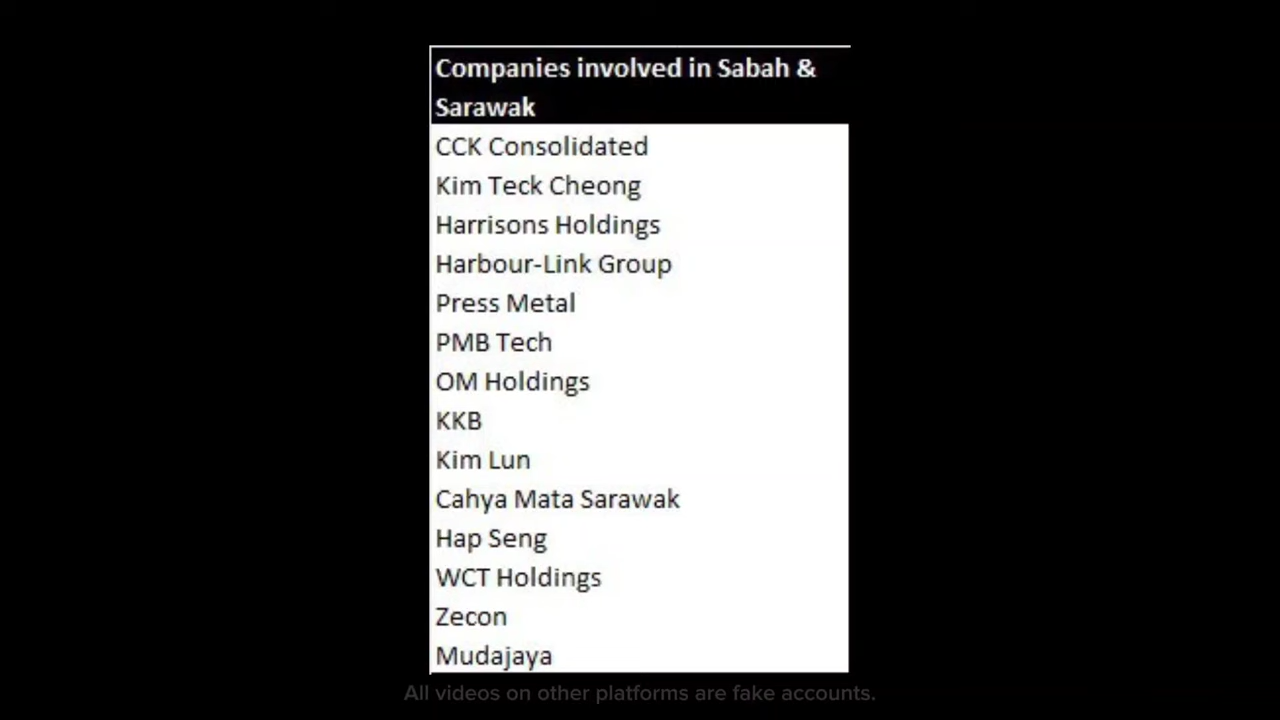 Companies involved in Sabah &
Sarawak
CCK Consolidated
Kim Teck Cheong
Harrisons Holdings
Harbour-Link Group
Press Metal
PMB Tech
OM Holdings
KKB
Kim Lun
Cahya Mata Sarawak
Hap Seng
WCT Holdings
Zecon
Mudajaya
All videos on other platforms are fake accounts.